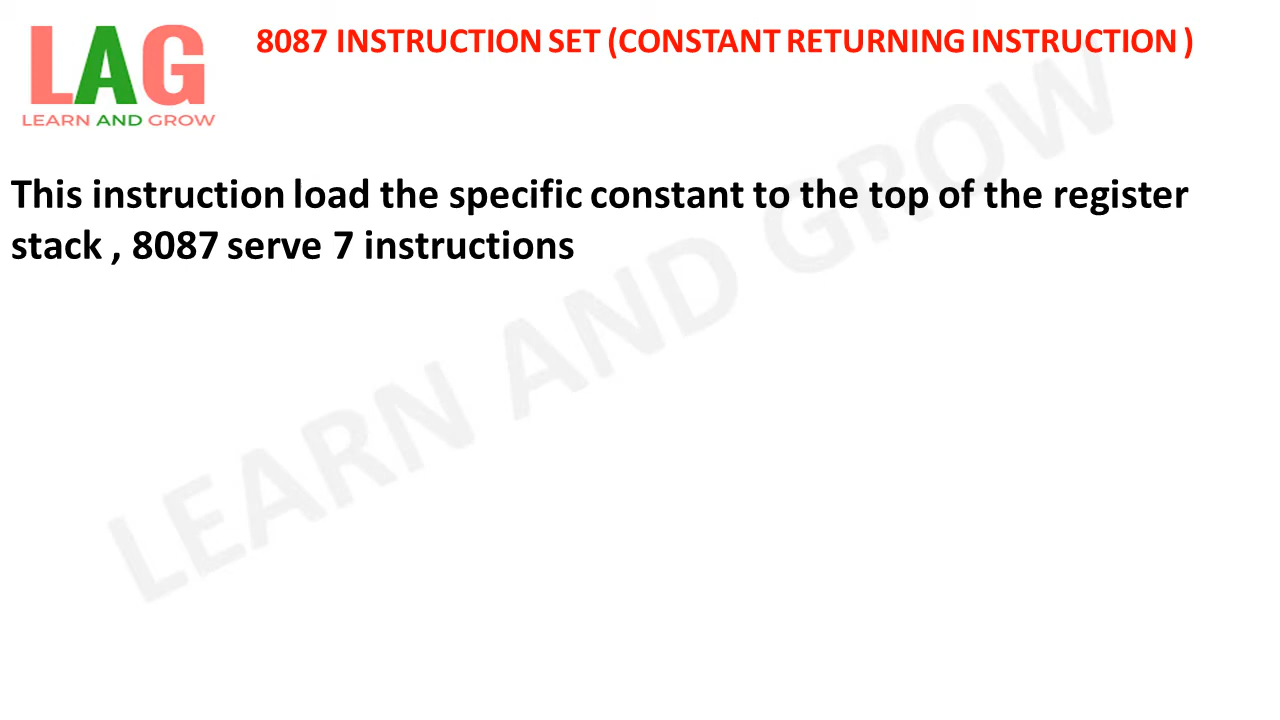 LAG
LEARN AND GROW
8087 INSTRUCTION SET (CONSTANT RETURNING INSTRUCTION )
This instruction load the specific constant to the top of the register
stack , 8087 serve 7 instructions
LEARN AND GROW